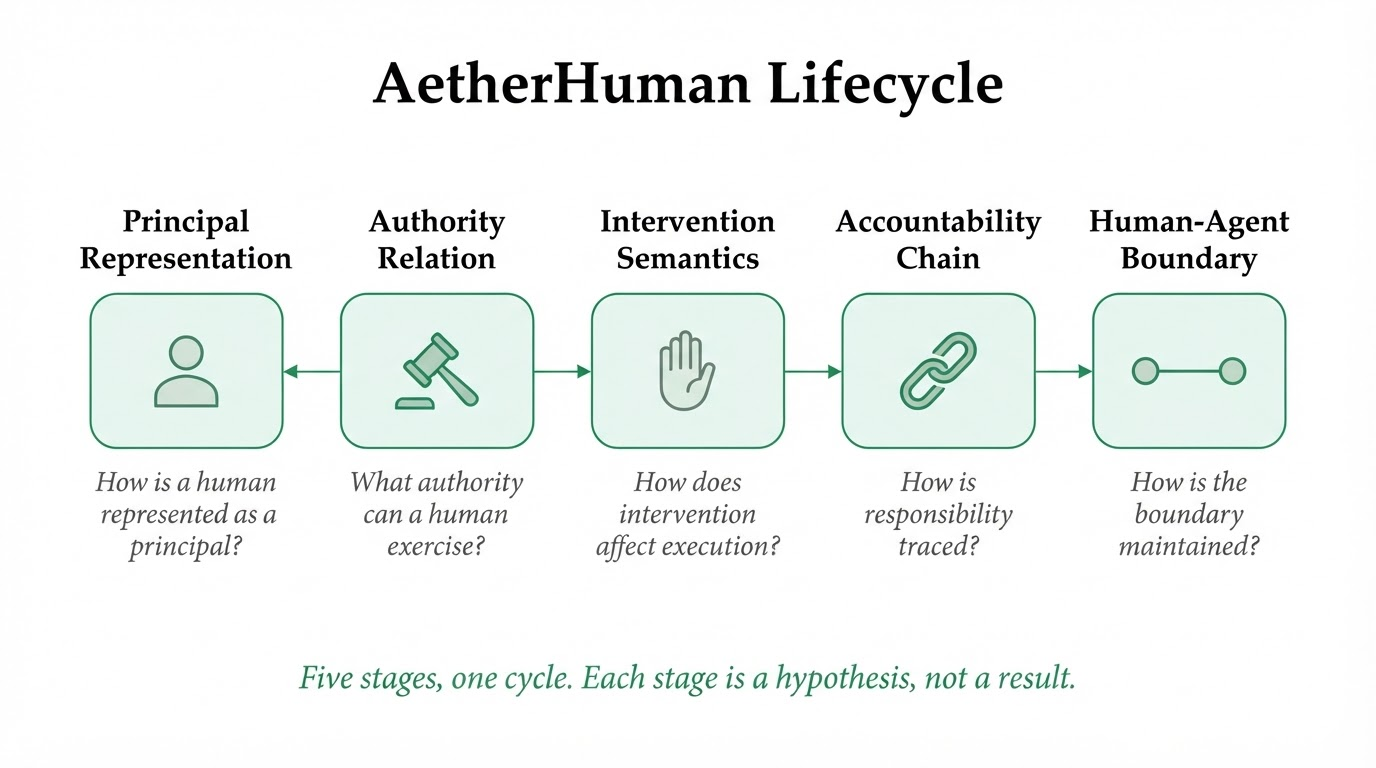 AetherHuman Lifecycle
Principal
Representation
Authority
Relation
Intervention
Semantics
Accountability
Chain
Human-Agent
Boundary
How is a human
represented as a
principal?
What authority
can a human
exercise?
How does
intervention
affect execution?
How is
responsibility
traced?
How is the
boundary
maintained?
Five stages, one cycle. Each stage is a hypothesis, not a result.